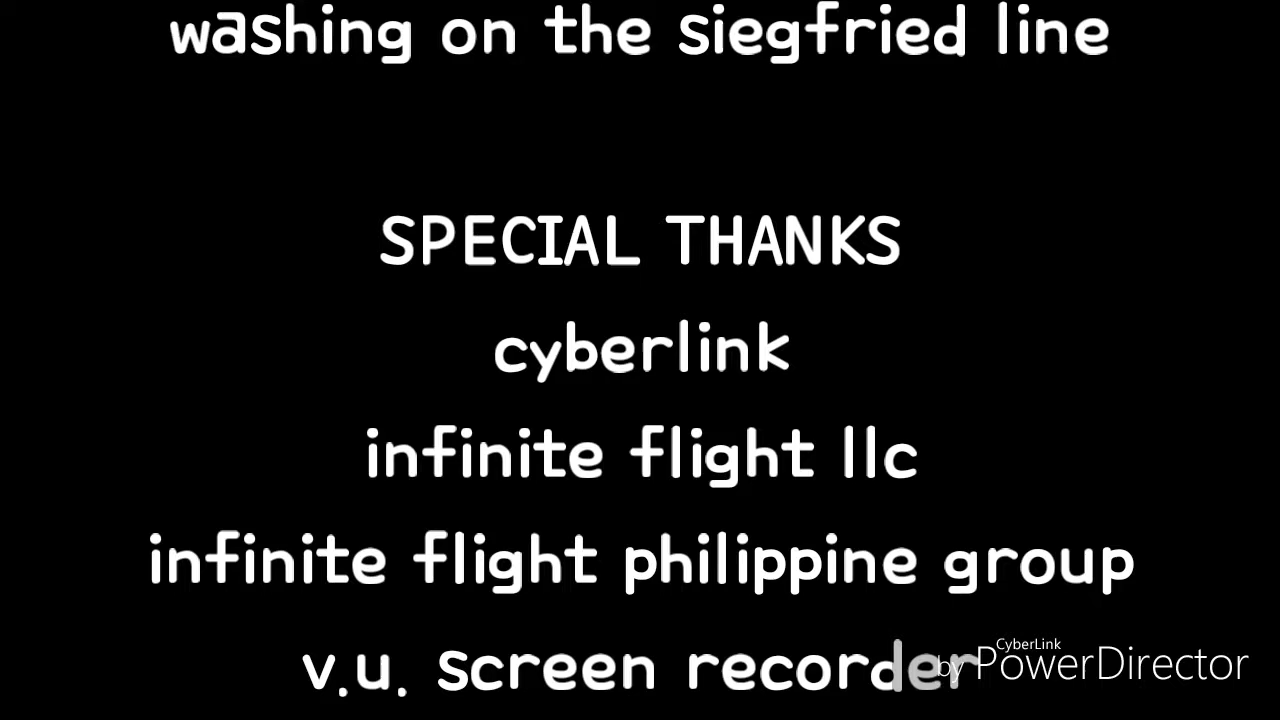 washing on the siegfried line
SPECIAL THANKS
cyberlink
infinite flight llc
infinite flight philippine group
v.u. screen recorder
CyberLink
by PowerDirector